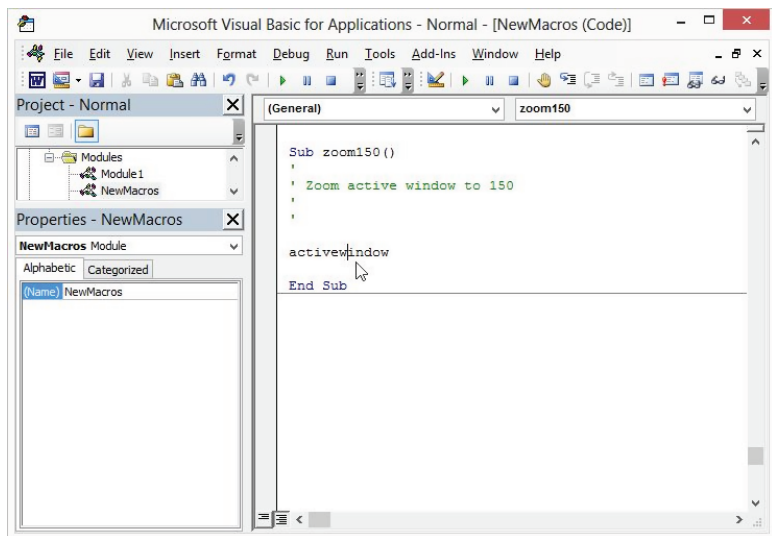 Microsoft Visual Basic for Applications - Normal - [NewMacros (Code)]
File Edit View Insert Format Debug Run Tools Add-Ins Window Help
Project - Normal
Modules
Module1
NewMacros
Properties - NewMacros
NewMacros Module
Alphabetic Categorized
(Name) NewMacros
(General) zoom150
Sub zoom150()
'
' Zoom active window to 150
'
'
activewindow
End Sub